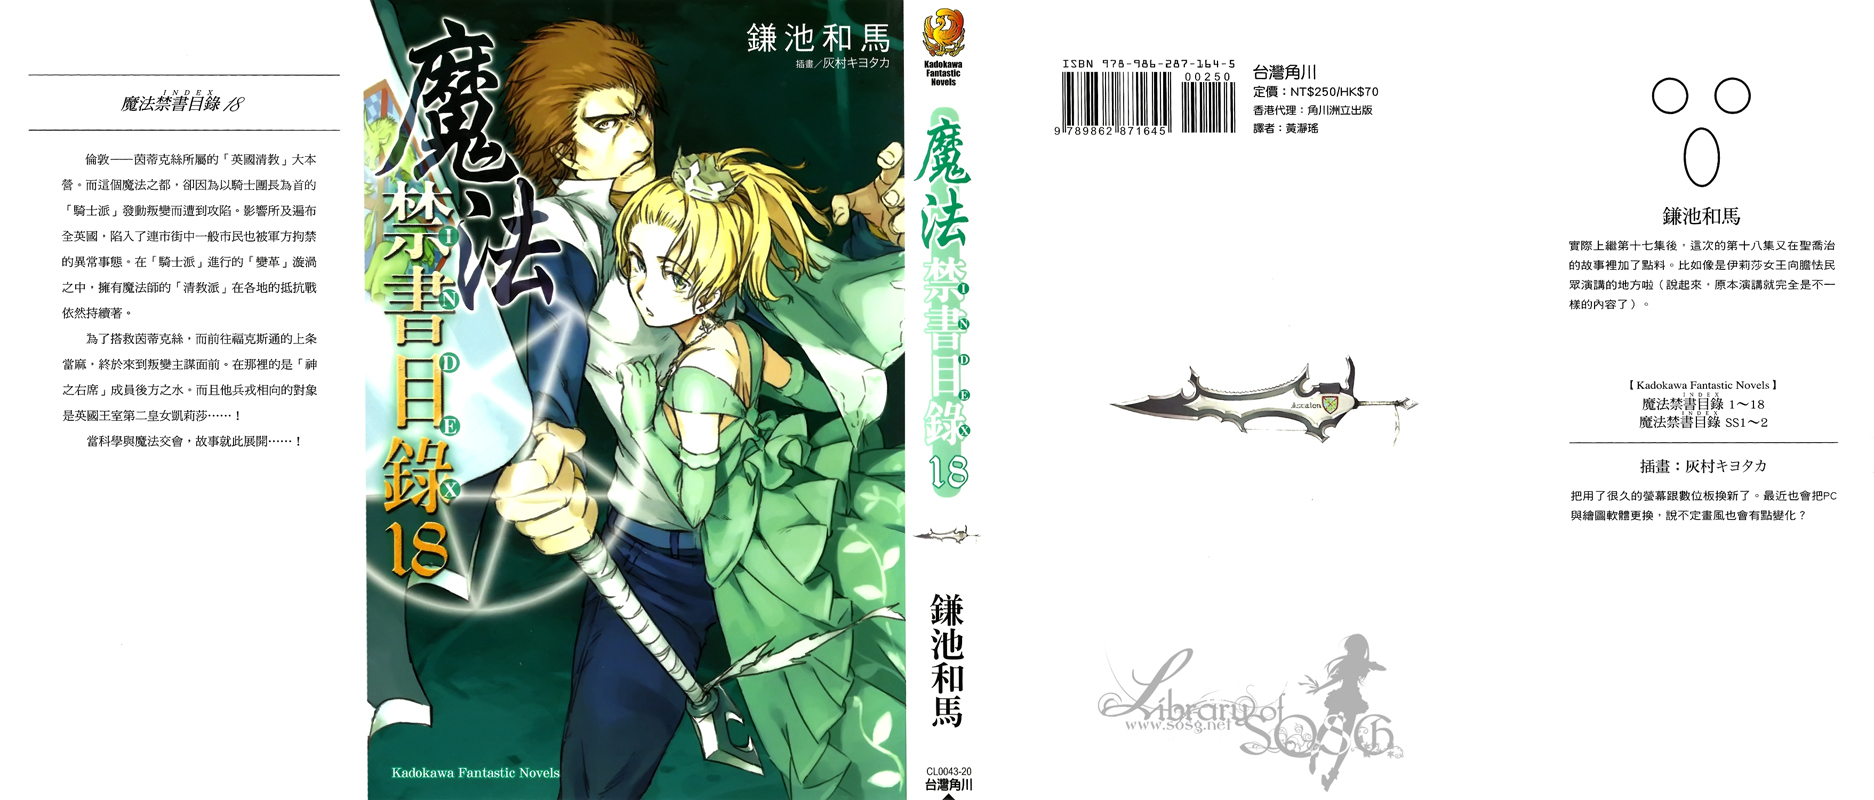 INDEX
魔法禁書目錄 18
倫敦——茵蒂克絲所屬的「英國清教」大本
營。而這個魔法之都，卻因為以騎士團長為首的
「騎士派」發動叛變而遭到攻陷。影響所及遍布
全英國，陷入了連市街中一般市民也被軍方拘禁
的異常事態。在「騎士派」進行的「變革」漩渦
之中，擁有魔法師的「清教派」在各地的抵抗戰
依然持續著。
為了搭救茵蒂克絲，而前往福克斯通的上条
當麻，終於來到叛變主謀面前。在那裡的是「神
之右席」成員後方之水。而且他兵戎相向的對象
是英國王室第二皇女凱莉莎……！
當科學與魔法交會，故事就此展開……！
魔法禁書目錄
INDEX
18
鎌池和馬
插畫／灰村キヨタカ
Kadokawa Fantastic Novels
Kadokawa
Fantastic
Novels
魔法禁書目錄
INDEX
18
鎌池和馬
CL0043-20
台灣角川
ISBN 978-986-287-164-5
00250
9 789862 871645
台灣角川
定價：NT$250/HK$70
香港代理：角川洲立出版
譯者：黃瀞瑤
Ascalon
Library of
www.sosg.net
SOSG
鎌池和馬
實際上繼第十七集後，這次的第十八集又在聖喬治
的故事裡加了點料。比如像是伊莉莎女王向膽怯民
眾演講的地方啦（說起來，原本演講就完全是不一
樣的內容了）。
【Kadokawa Fantastic Novels】
INDEX
魔法禁書目錄 1～18
INDEX
魔法禁書目錄 SS1～2
插畫：灰村キヨタカ
把用了很久的螢幕跟數位板換新了。最近也會把PC
與繪圖軟體更換，說不定畫風也會有點變化？